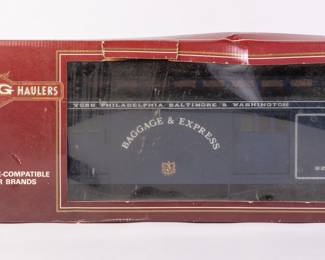 G HAULERS
YORK PHILADELPHIA BALTIMORE & WASHINGTON
BAGGAGE & EXPRESS
E-COMPATIBLE
R BRANDS